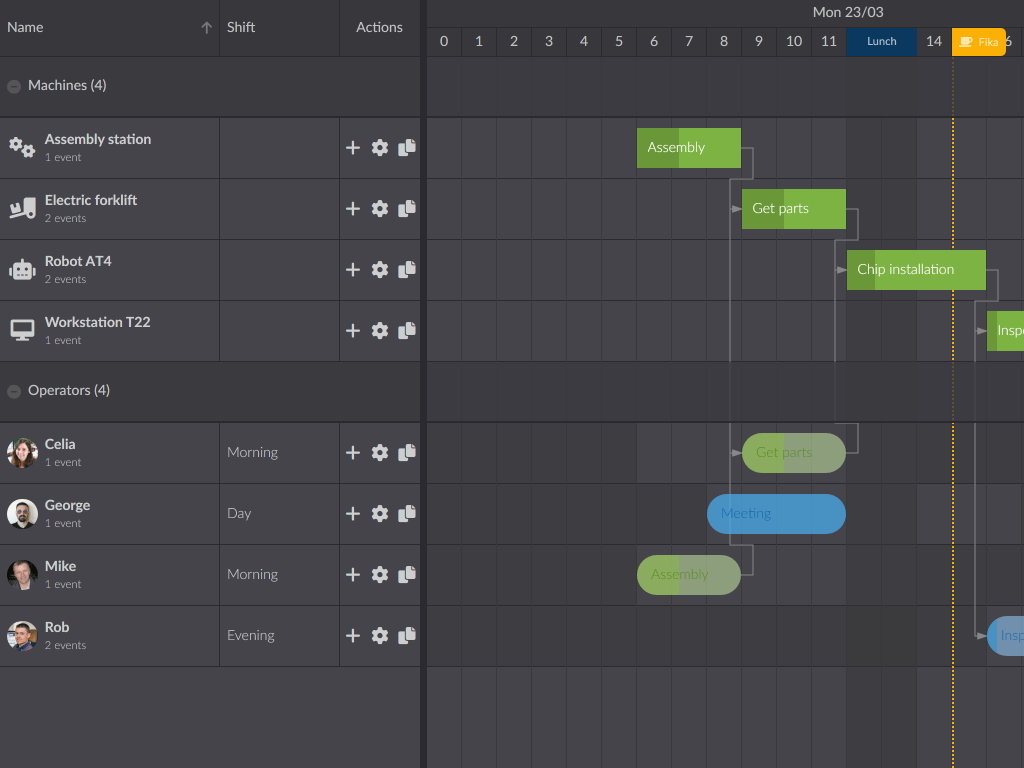 Mon 23/03
Name Shift Actions
0 1 2 3 4 5 6 7 8 9 10 11 Lunch 14 Fika 6
Machines (4)
Assembly station
1 event
Assembly
Electric forklift
2 events
Get parts
Robot AT4
2 events
Chip installation
Workstation T22
1 event
Inspe
Operators (4)
Celia
1 event
Morning
Get parts
George
1 event
Day
Meeting
Mike
1 event
Morning
Assembly
Rob
2 events
Evening
Insp